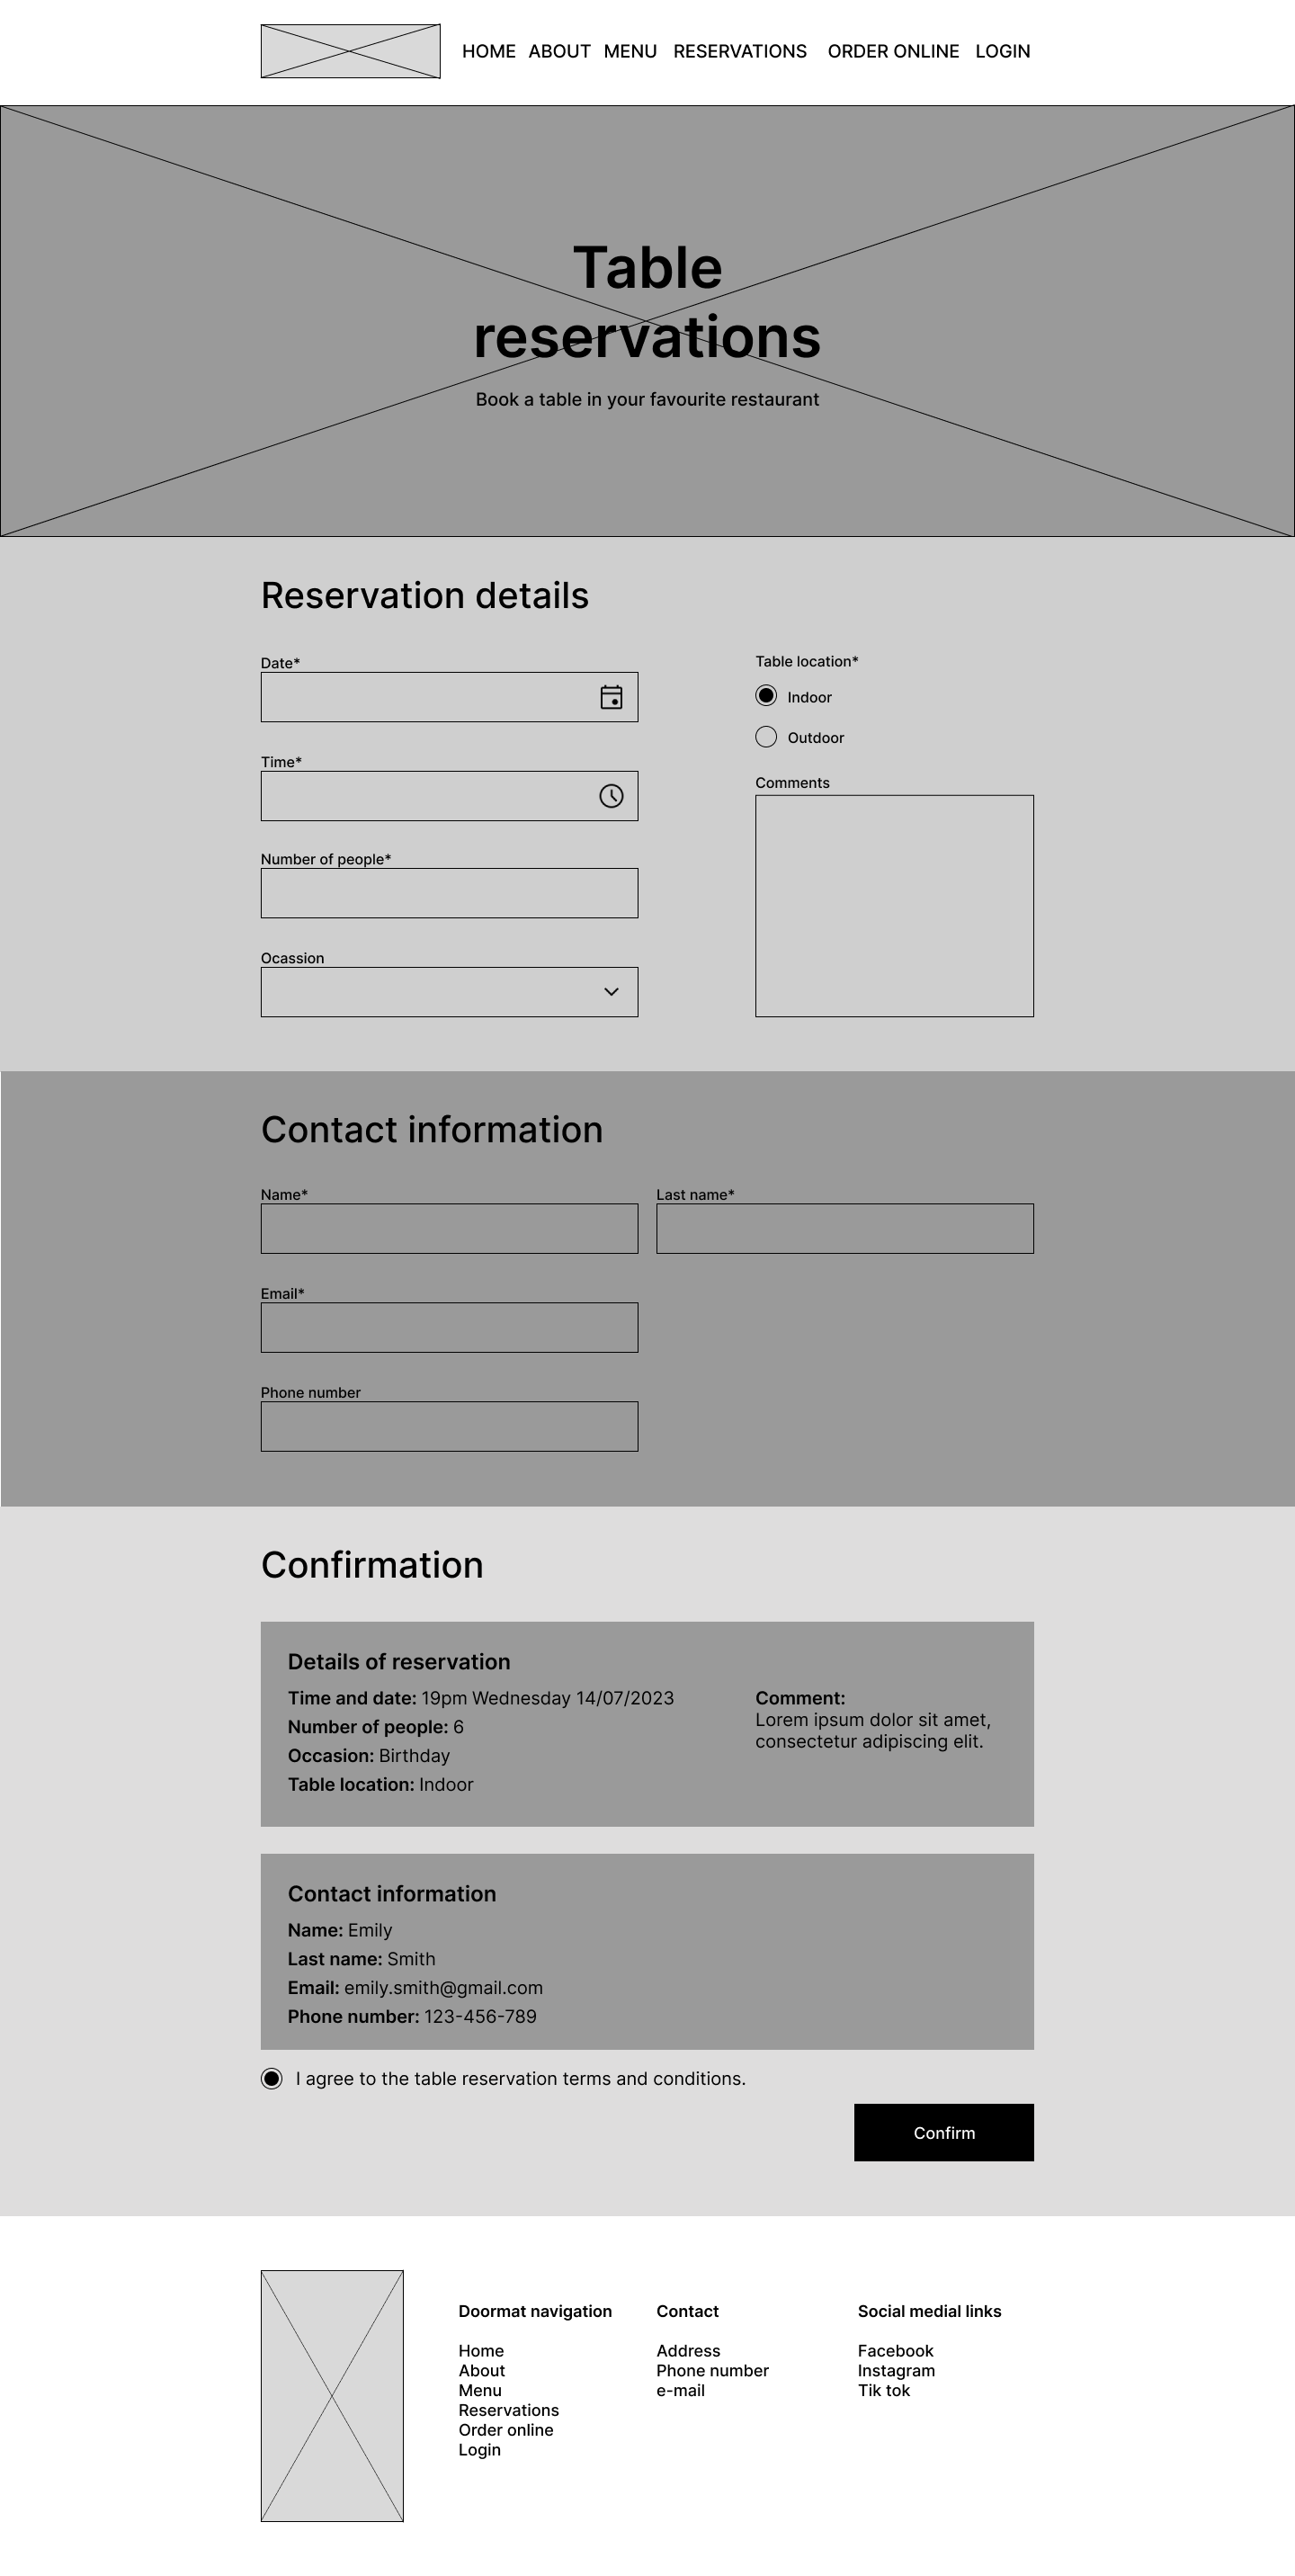 HOME ABOUT MENU RESERVATIONS ORDER ONLINE LOGIN
Table
reservations
Book a table in your favourite restaurant
Reservation details
Date*
Time*
Number of people*
Ocassion
Table location*
Indoor
Outdoor
Comments
Contact information
Name*
Last name*
Email*
Phone number
Confirmation
Details of reservation
Time and date: 19pm Wednesday 14/07/2023
Number of people: 6
Occasion: Birthday
Table location: Indoor
Comment:
Lorem ipsum dolor sit amet,
consectetur adipiscing elit.
Contact information
Name: Emily
Last name: Smith
Email: emily.smith@gmail.com
Phone number: 123-456-789
I agree to the table reservation terms and conditions.
Confirm
Doormat navigation
Home
About
Menu
Reservations
Order online
Login
Contact
Address
Phone number
e-mail
Social medial links
Facebook
Instagram
Tik tok